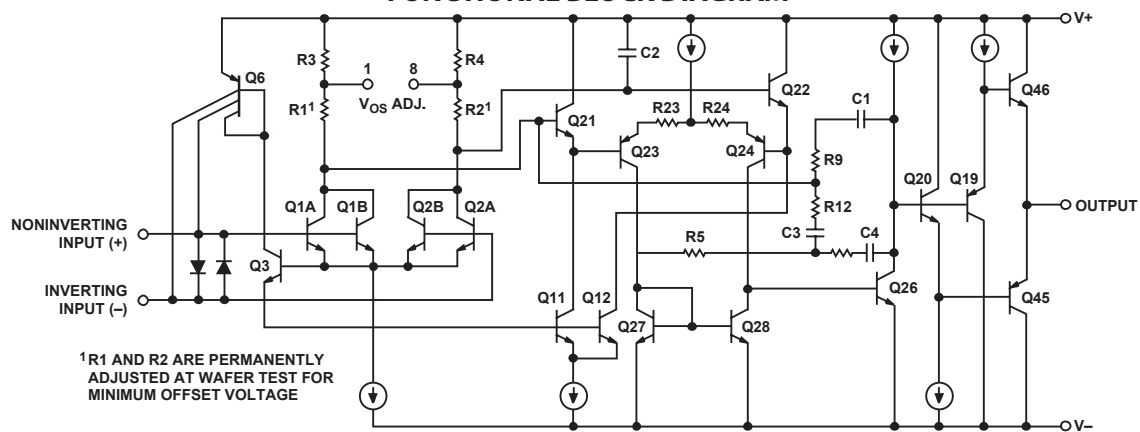 FUNCTIONAL BLOCK DIAGRAM
V+
R3
1
8
R4
C2
Q6
V_OS ADJ.
R1¹
R2¹
Q22
Q46
R23
R24
C1
Q21
Q23
Q24
R9
Q20
Q19
Q1A
Q1B
Q2B
Q2A
R12
OUTPUT
NONINVERTING
INPUT (+)
C3
C4
R5
Q3
INVERTING
INPUT (–)
Q11
Q12
Q27
Q28
Q26
Q45
¹R1 AND R2 ARE PERMANENTLY
ADJUSTED AT WAFER TEST FOR
MINIMUM OFFSET VOLTAGE
V–